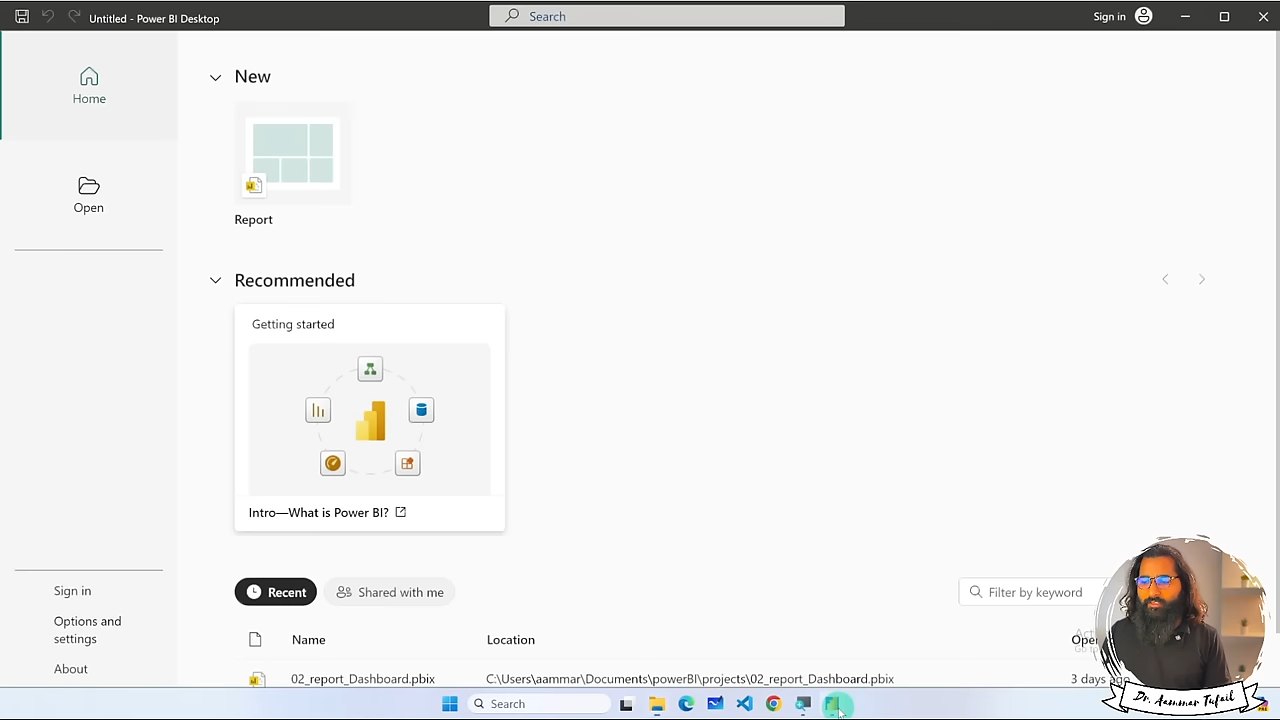 Untitled - Power BI Desktop
Search
Sign in
Home
Open
New
Report
Recommended
Getting started
Intro—What is Power BI?
Recent
Shared with me
Filter by keyword
Name
Location
02_report_Dashboard.pbix
C:\Users\aammar\Documents\powerBI\projects\02_report_Dashboard.pbix
3 days
Sign in
Options and
settings
About
Search
Dr. Aammar Tufail